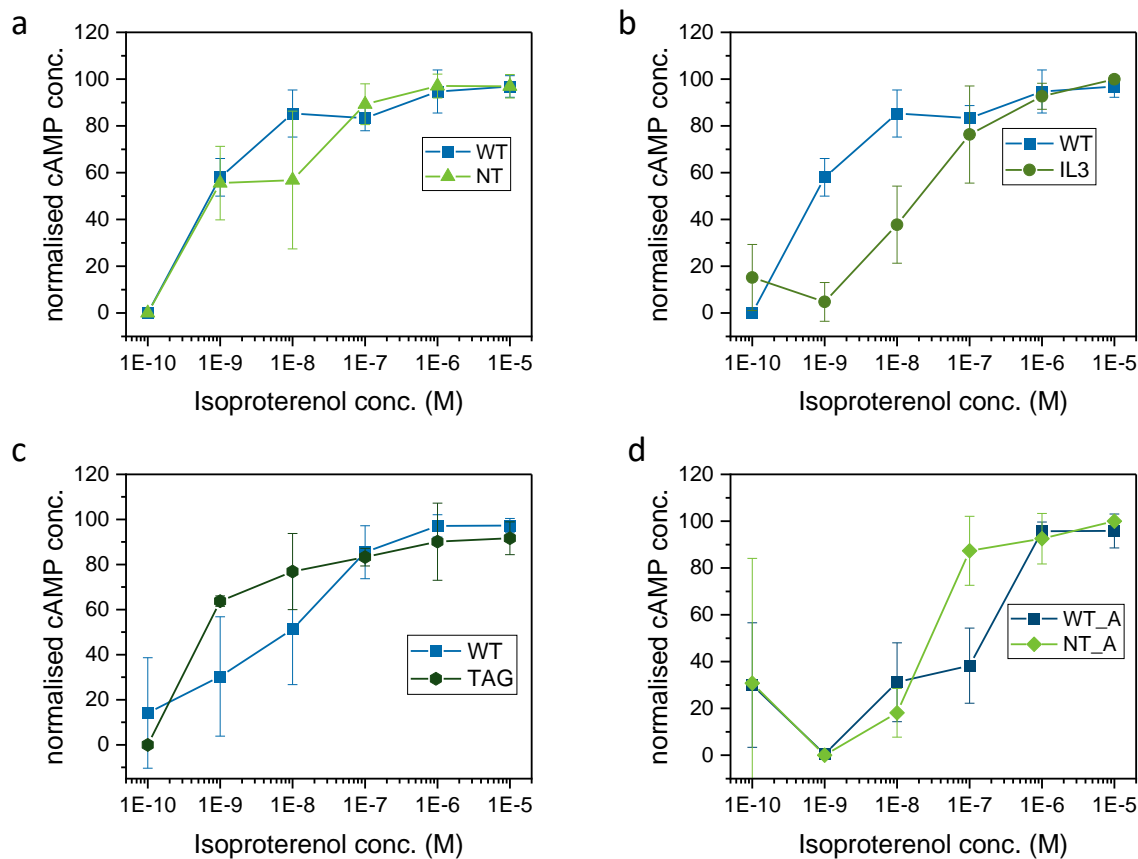 a
normalised cAMP conc.
120
100
80
60
40
20
0
WT
NT
1E-10 1E-9 1E-8 1E-7 1E-6 1E-5
Isoproterenol conc. (M)
b
normalised cAMP conc.
120
100
80
60
40
20
0
WT
IL3
1E-10 1E-9 1E-8 1E-7 1E-6 1E-5
Isoproterenol conc. (M)
c
normalised cAMP conc.
120
100
80
60
40
20
0
WT
TAG
1E-10 1E-9 1E-8 1E-7 1E-6 1E-5
Isoproterenol conc. (M)
d
normalised cAMP conc.
120
100
80
60
40
20
0
WT_A
NT_A
1E-10 1E-9 1E-8 1E-7 1E-6 1E-5
Isoproterenol conc. (M)